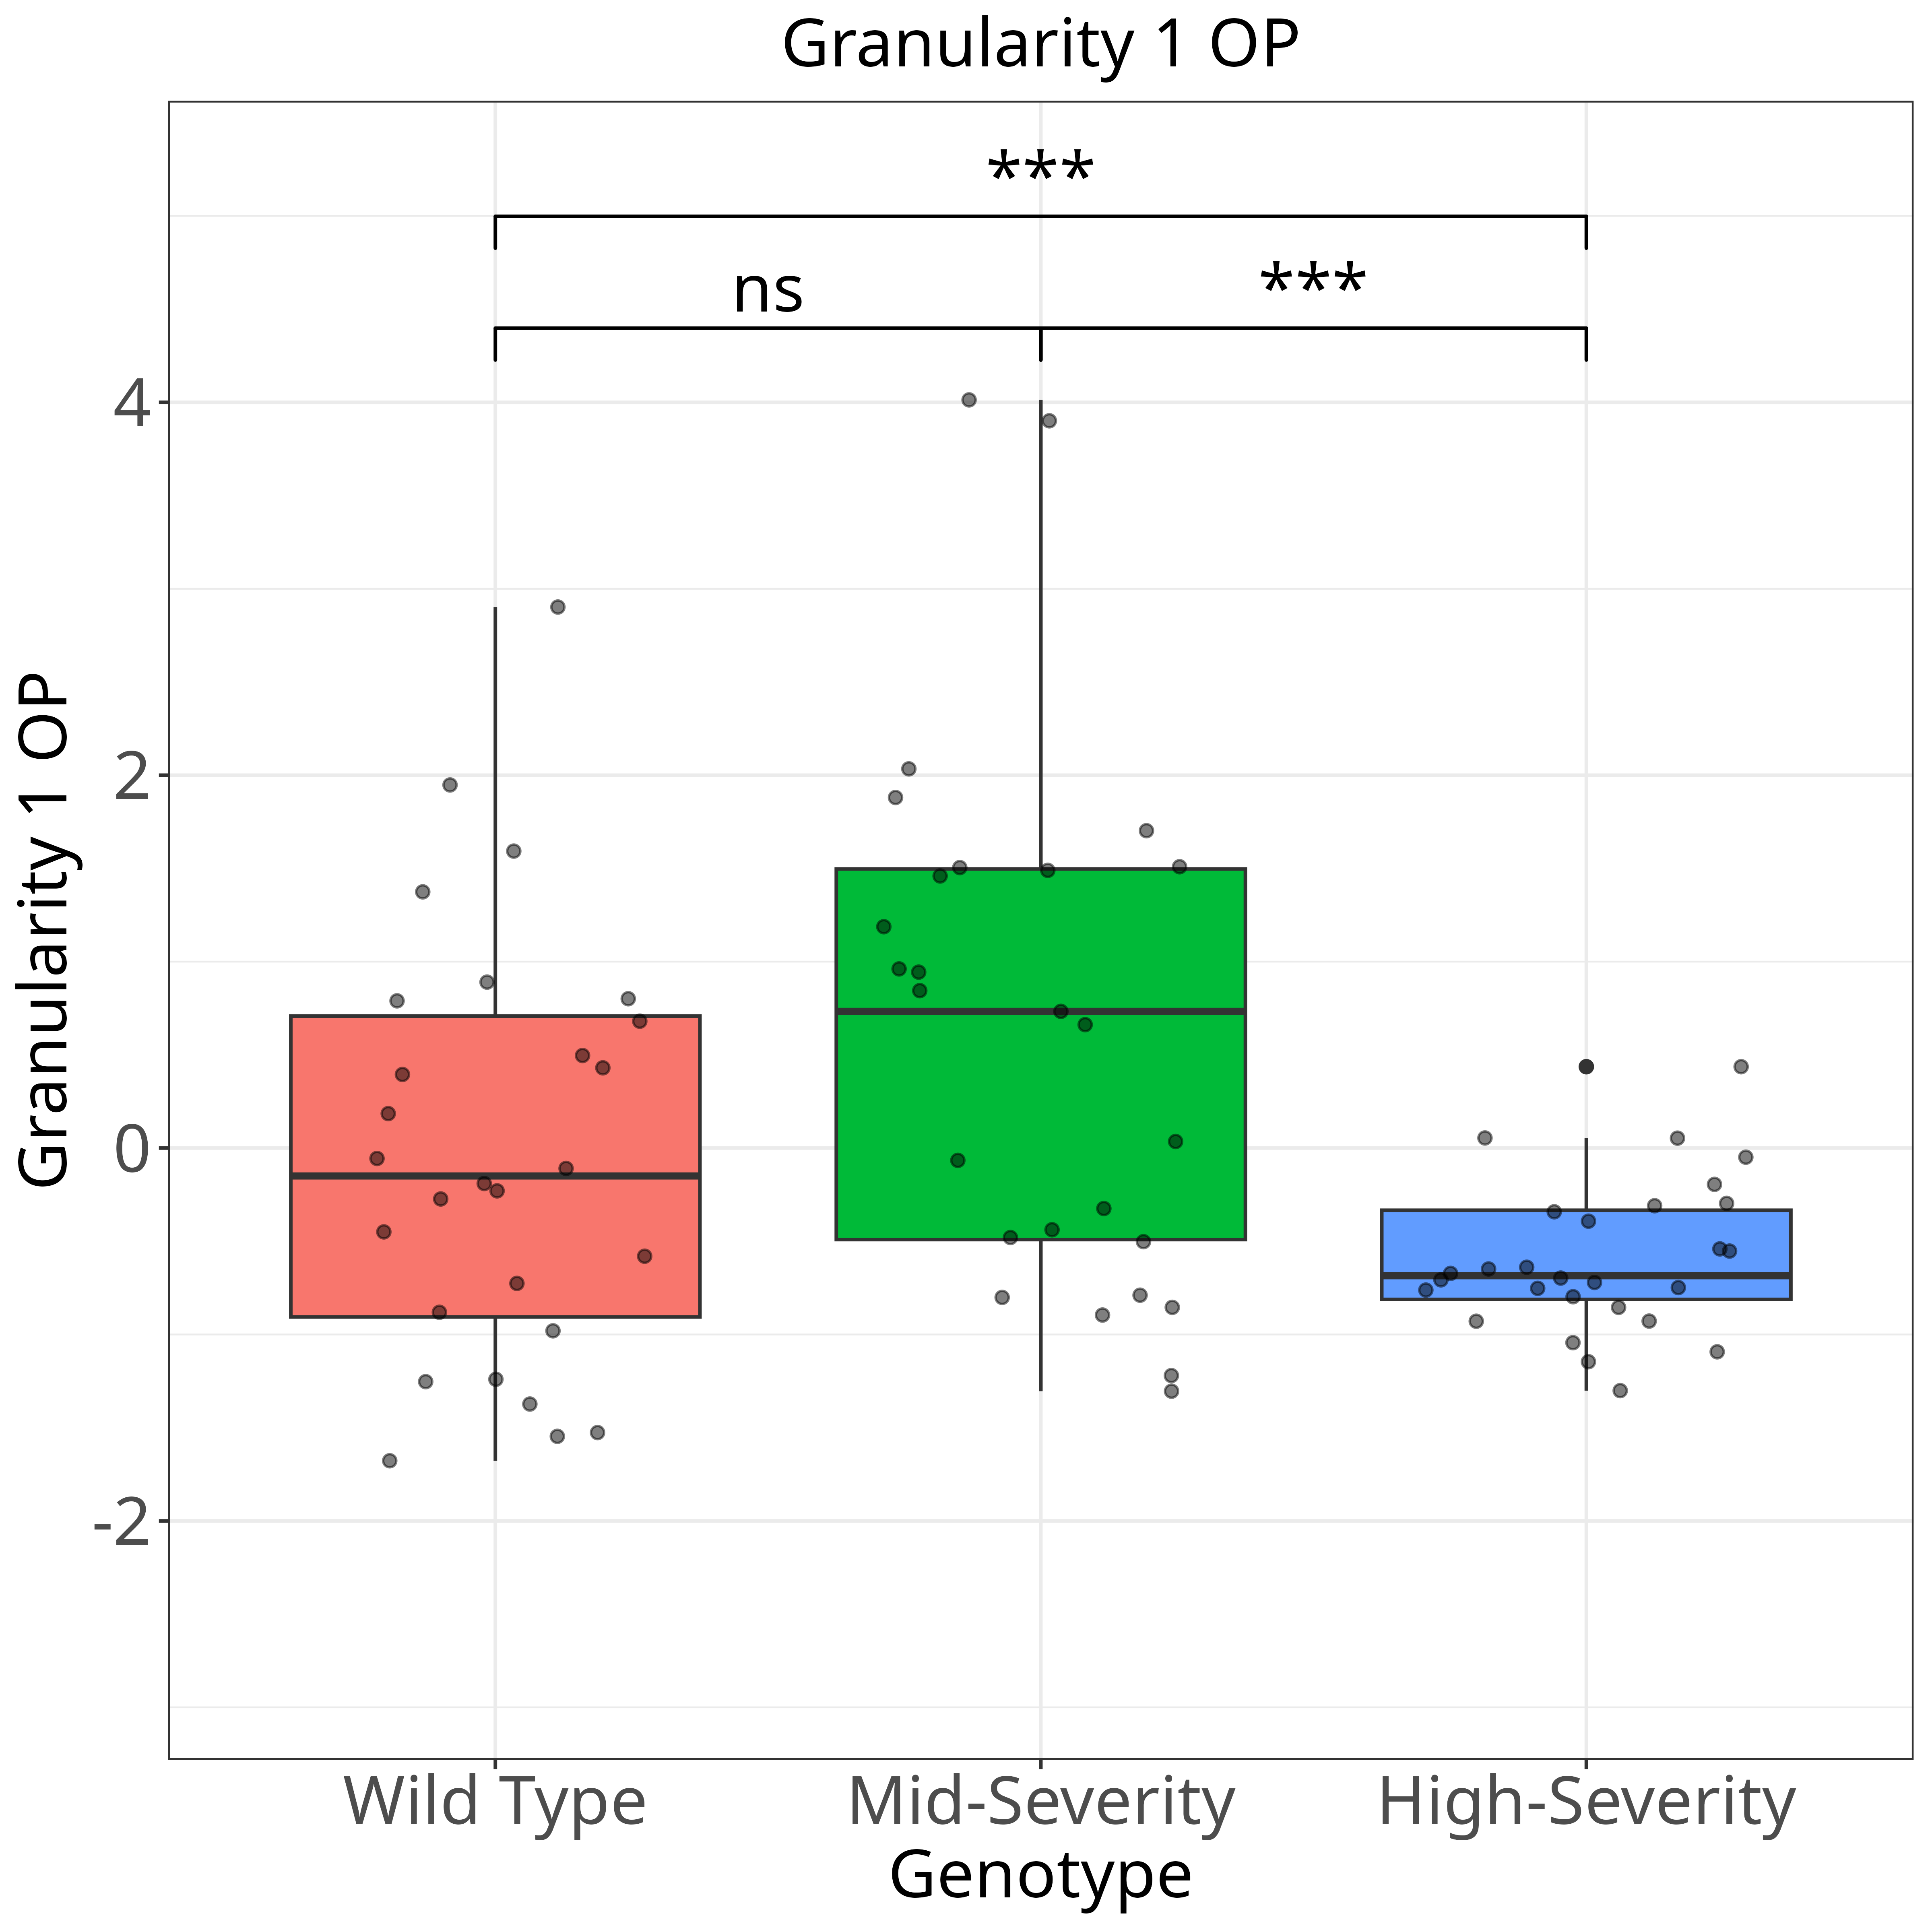 Granularity 1 OP
***
ns
***
4
2
0
-2
Granularity 1 OP
Wild Type
Mid-Severity
High-Severity
Genotype